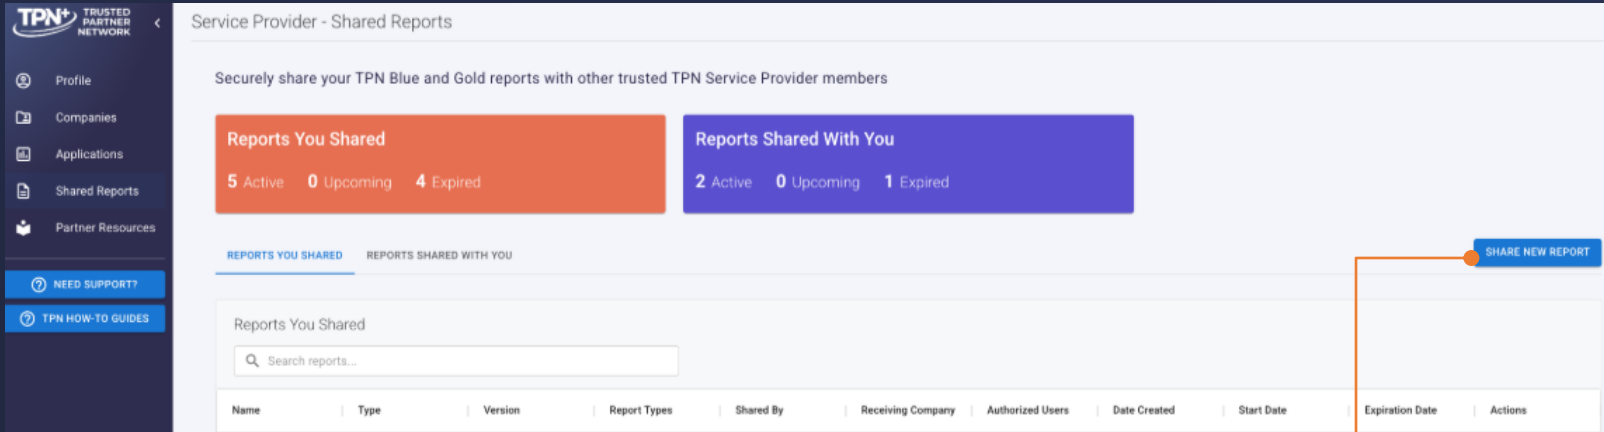 TPN+ TRUSTED
PARTNER
NETWORK
Service Provider - Shared Reports
Profile
Companies
Applications
Shared Reports
Partner Resources
NEED SUPPORT?
TPN HOW-TO GUIDES
Securely share your TPN Blue and Gold reports with other trusted TPN Service Provider members
Reports You Shared
5 Active 0 Upcoming 4 Expired
Reports Shared With You
2 Active 0 Upcoming 1 Expired
REPORTS YOU SHARED REPORTS SHARED WITH YOU
SHARE NEW REPORT
Reports You Shared
Search reports...
Name Type Version Report Types Shared By Receiving Company Authorized Users Date Created Start Date Expiration Date Actions